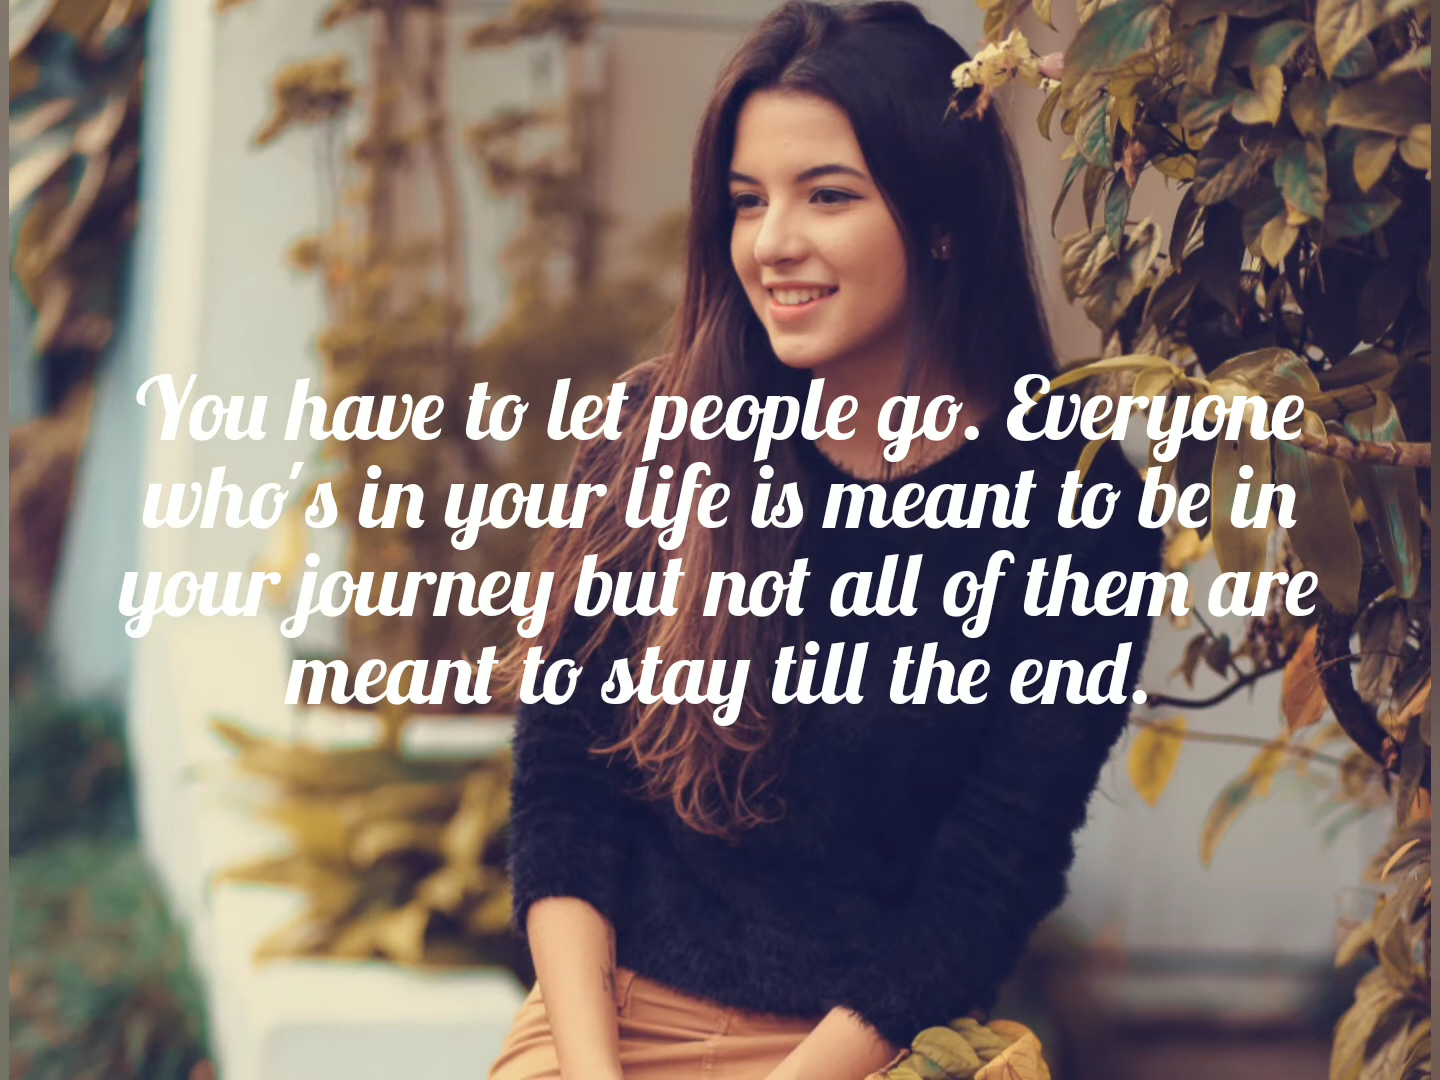 You have to let people go. Everyone
who's in your life is meant to be in
your journey but not all of them are
meant to stay till the end.